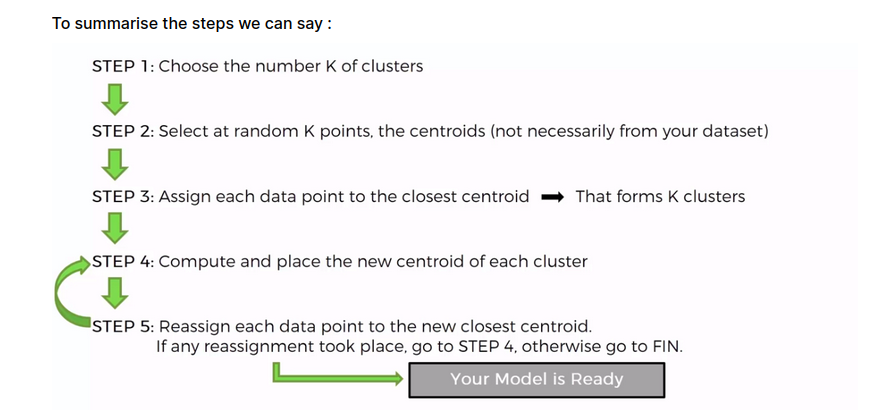 To summarise the steps we can say :
STEP 1: Choose the number K of clusters
STEP 2: Select at random K points, the centroids (not necessarily from your dataset)
STEP 3: Assign each data point to the closest centroid That forms K clusters
STEP 4: Compute and place the new centroid of each cluster
STEP 5: Reassign each data point to the new closest centroid.
If any reassignment took place, go to STEP 4, otherwise go to FIN.
Your Model is Ready